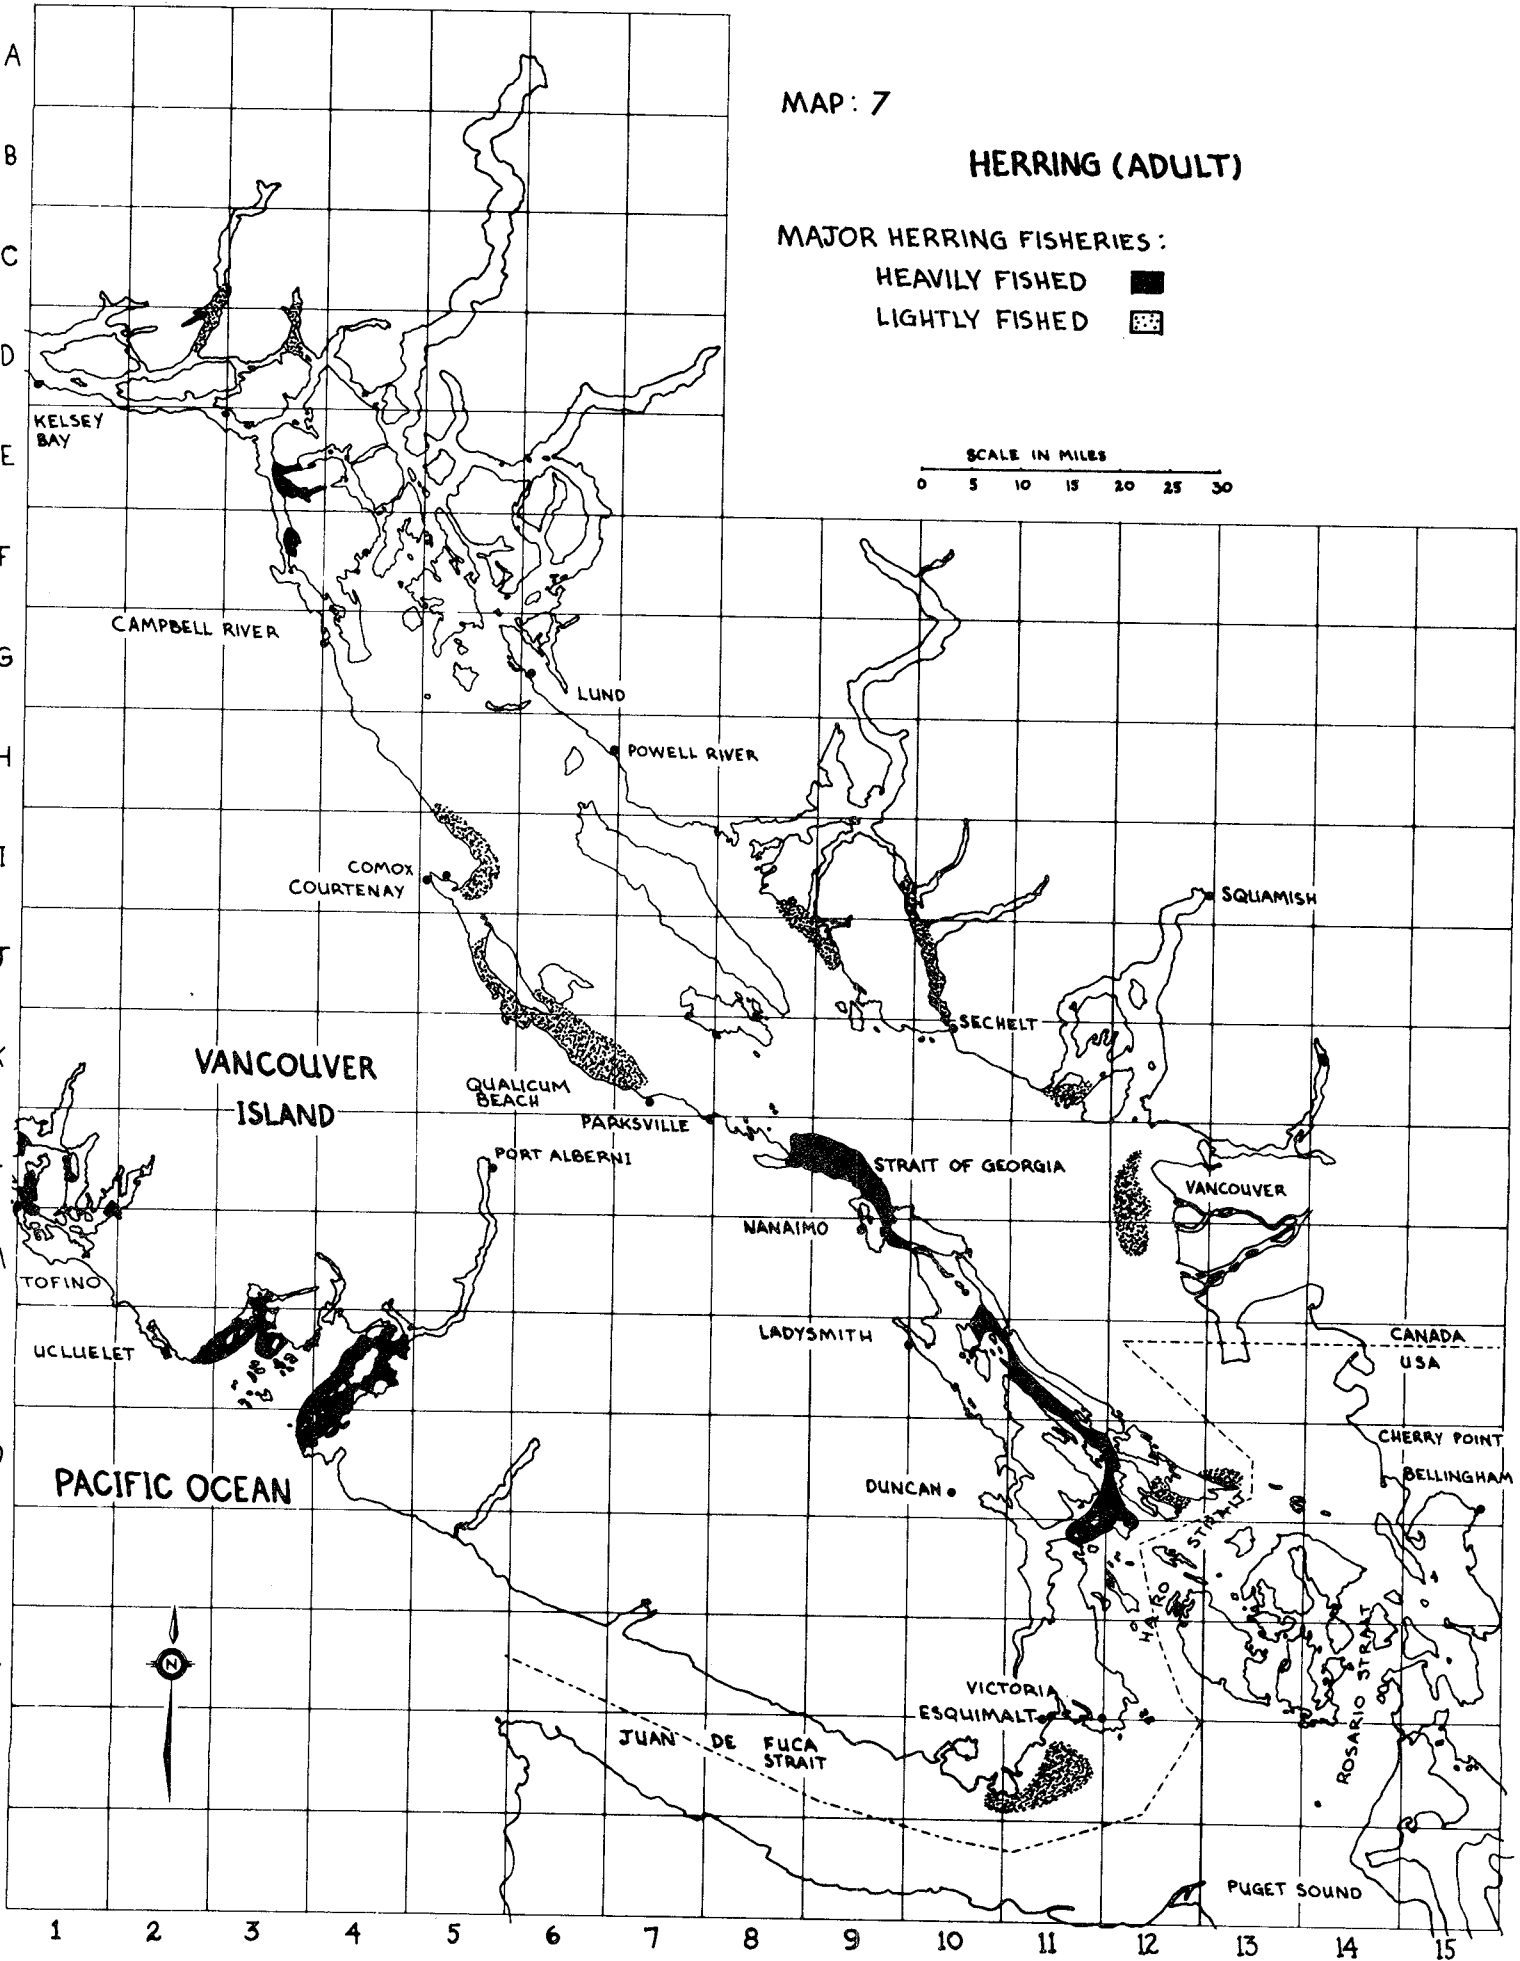 MAP: 7
HERRING (ADULT)
MAJOR HERRING FISHERIES:
HEAVILY FISHED
LIGHTLY FISHED
SCALE IN MILES
0 5 10 15 20 25 30
A
B
C
D
E
F
G
H
I
J
K
KELSEY
BAY
CAMPBELL RIVER
LUND
POWELL RIVER
COMOX
COURTENAY
SQUAMISH
SECHELT
VANCOUVER
ISLAND
QUALICUM
BEACH
PARKSVILLE
PORT ALBERNI
STRAIT OF GEORGIA
VANCOUVER
NANAIMO
TOFINO
UCLUELET
LADYSMITH
CANADA
USA
CHERRY POINT
BELLINGHAM
PACIFIC OCEAN
DUNCAN
HARO STRAIT
ROSARIO STRAIT
N
VICTORIA
ESQUIMALT
JUAN DE FUCA
STRAIT
PUGET SOUND
1 2 3 4 5 6 7 8 9 10 11 12 13 14 15